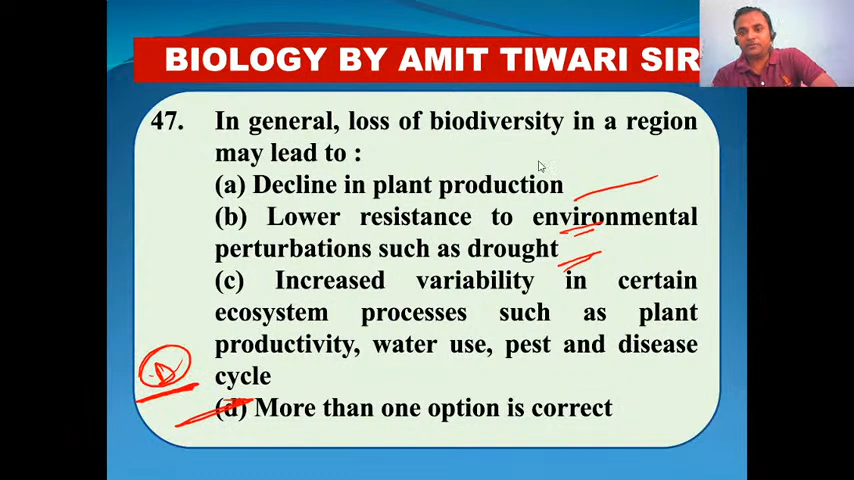 BIOLOGY BY AMIT TIWARI SIR
47. In general, loss of biodiversity in a region
may lead to :
(a) Decline in plant production
(b) Lower resistance to environmental
perturbations such as drought
(c) Increased variability in certain
ecosystem processes such as plant
productivity, water use, pest and disease
cycle
D
(d) More than one option is correct